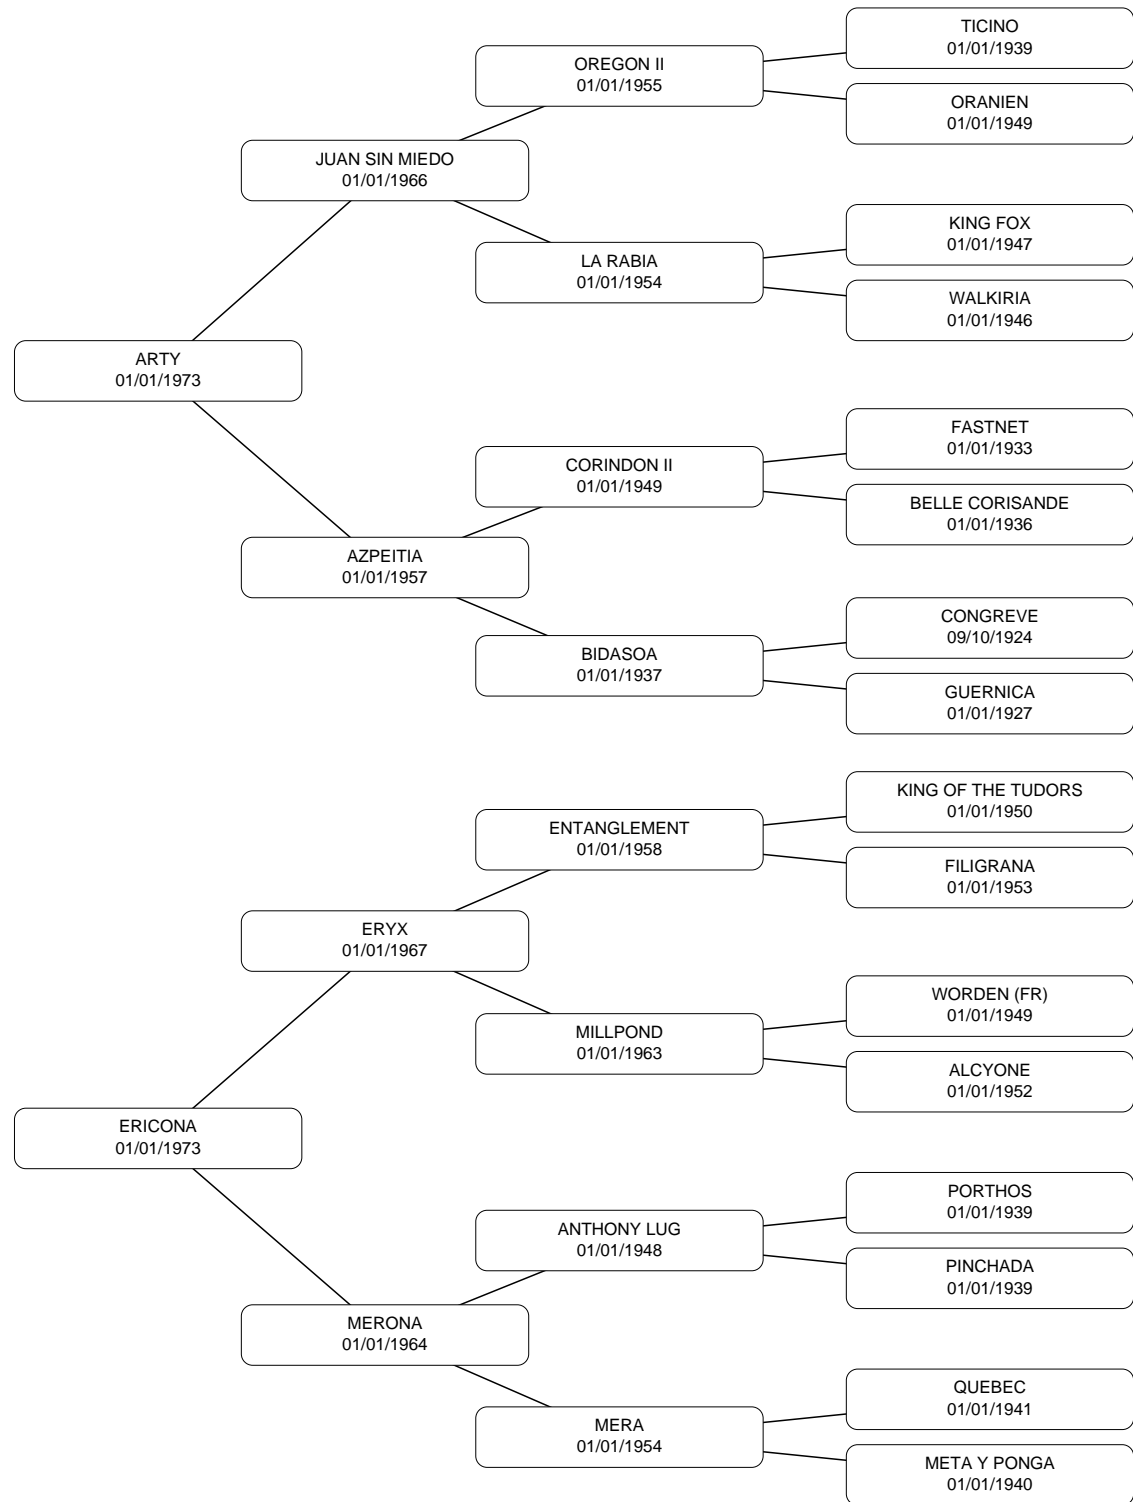 TICINO
01/01/1939
OREGON II
01/01/1955
ORANIEN
01/01/1949
JUAN SIN MIEDO
01/01/1966
KING FOX
01/01/1947
LA RABIA
01/01/1954
WALKIRIA
01/01/1946
ARTY
01/01/1973
FASTNET
01/01/1933
CORINDON II
01/01/1949
BELLE CORISANDE
01/01/1936
AZPEITIA
01/01/1957
CONGREVE
09/10/1924
BIDASOA
01/01/1937
GUERNICA
01/01/1927
KING OF THE TUDORS
01/01/1950
ENTANGLEMENT
01/01/1958
FILIGRANA
01/01/1953
ERYX
01/01/1967
WORDEN (FR)
01/01/1949
MILLPOND
01/01/1963
ALCYONE
01/01/1952
ERICONA
01/01/1973
PORTHOS
01/01/1939
ANTHONY LUG
01/01/1948
PINCHADA
01/01/1939
MERONA
01/01/1964
QUEBEC
01/01/1941
MERA
01/01/1954
META Y PONGA
01/01/1940